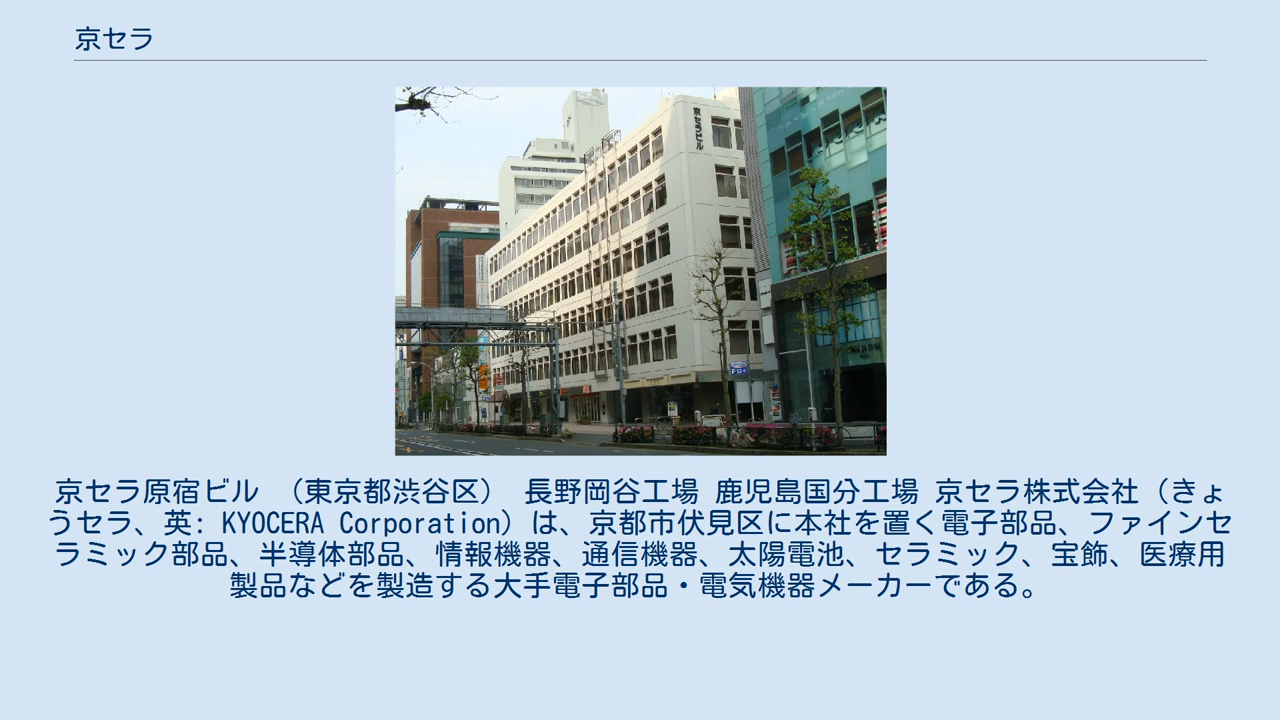 京セラ
京セラビル
京セラ原宿ビル （東京都渋谷区） 長野岡谷工場 鹿児島国分工場 京セラ株式会社（きょ
うセラ、英: KYOCERA Corporation）は、京都市伏見区に本社を置く電子部品、ファインセ
ラミック部品、半導体部品、情報機器、通信機器、太陽電池、セラミック、宝飾、医療用
製品などを製造する大手電子部品・電気機器メーカーである。